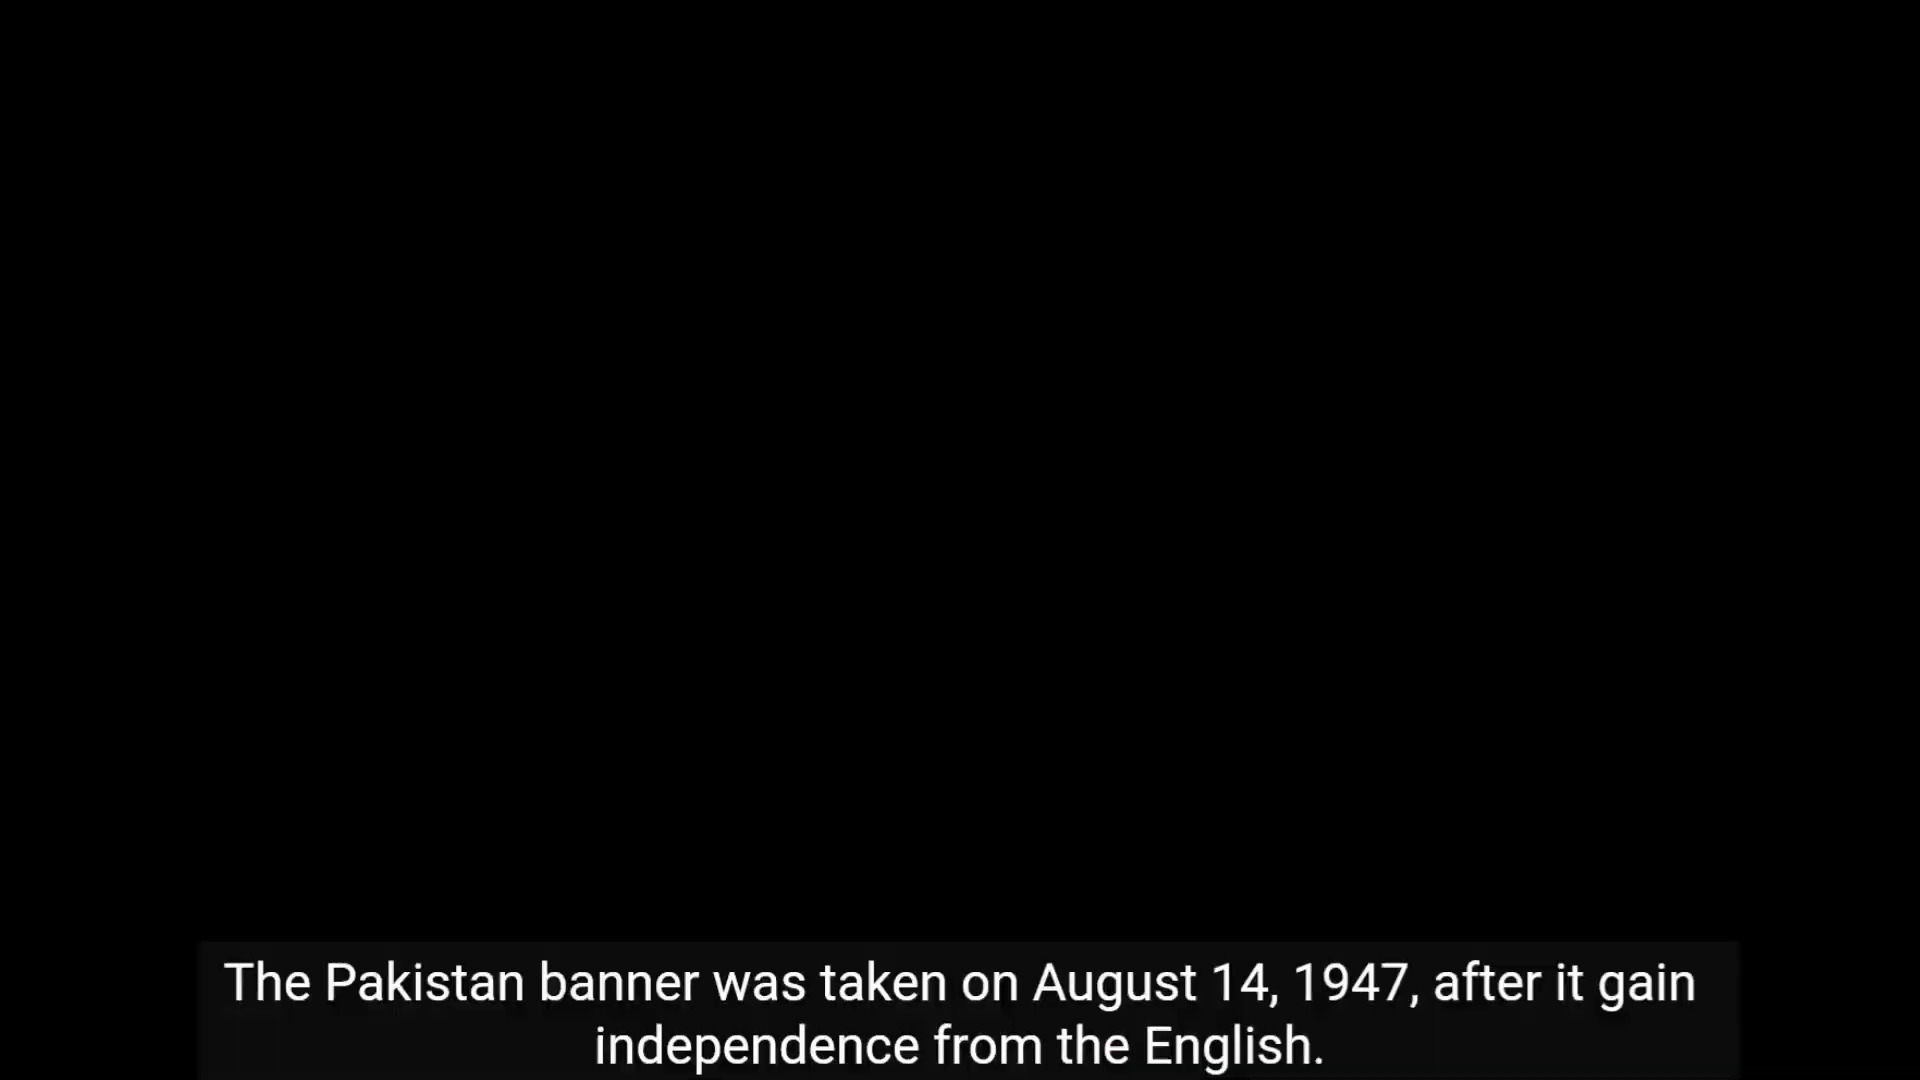 The Pakistan banner was taken on August 14, 1947, after it gain
independence from the English.